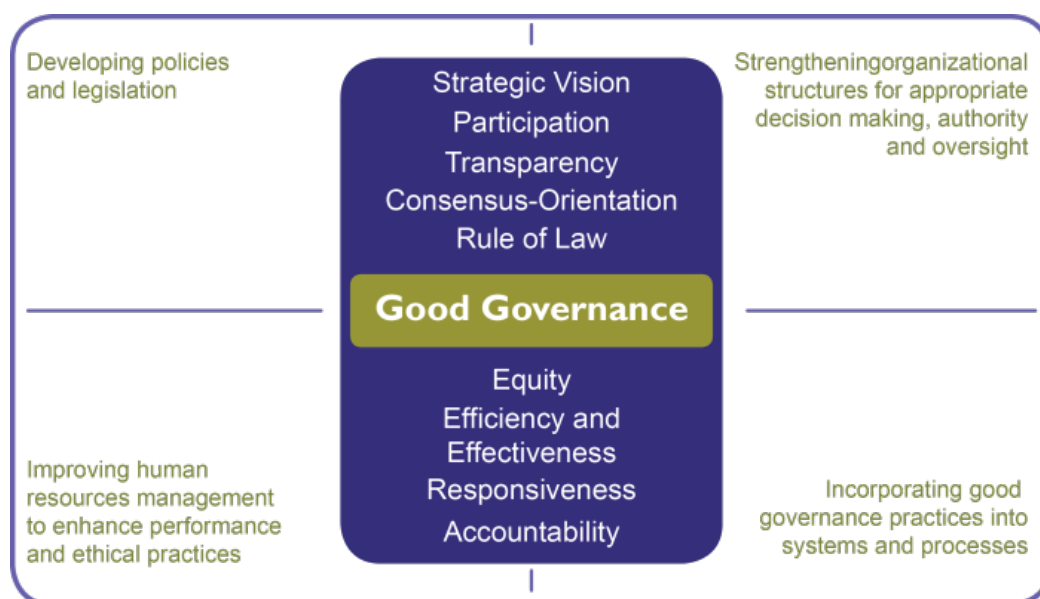 Developing policies
and legislation
Strategic Vision
Participation
Transparency
Consensus-Orientation
Rule of Law
Strengtheningorganizational
structures for appropriate
decision making, authority
and oversight
Good Governance
Improving human
resources management
to enhance performance
and ethical practices
Equity
Efficiency and
Effectiveness
Responsiveness
Accountability
Incorporating good
governance practices into
systems and processes